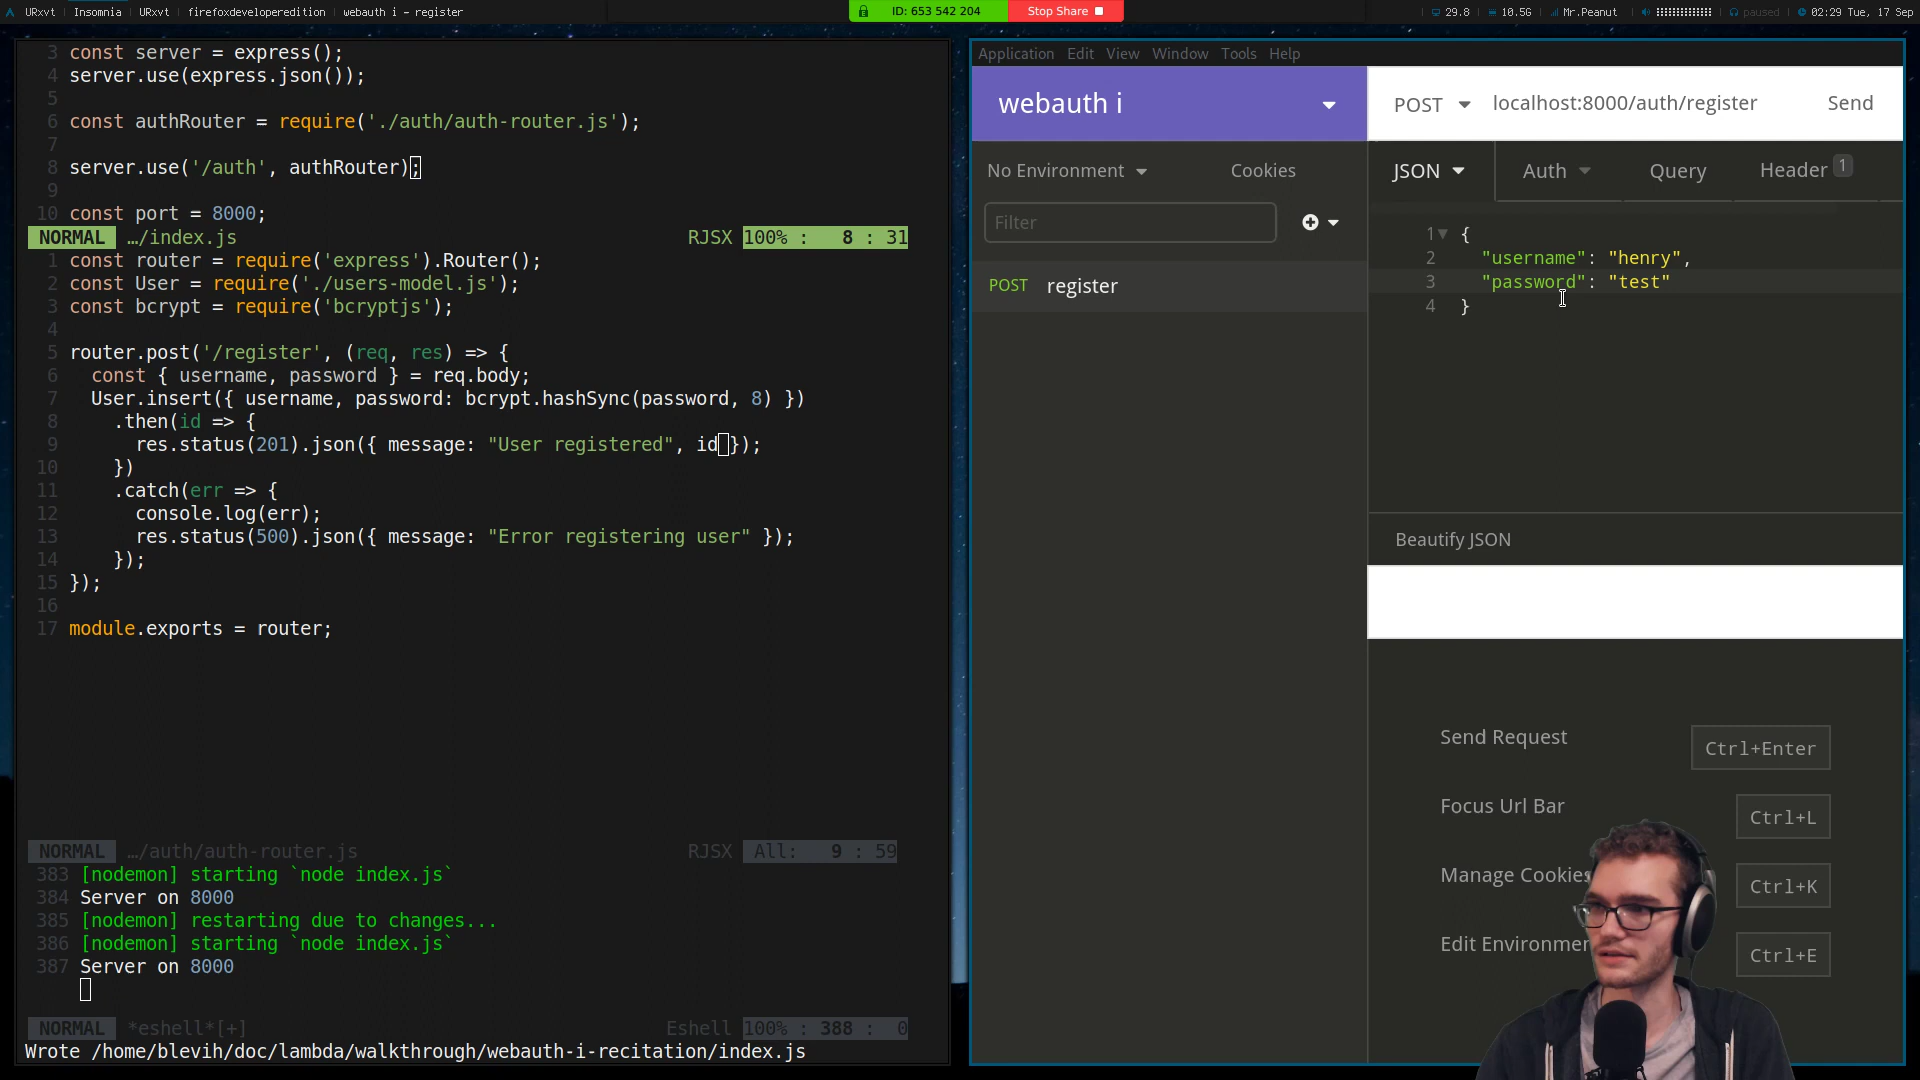 URxvt Insomnia URxvt firefoxdeveloperedition webauth i – register
ID: 653 542 204 Stop Share
29.8 10.5G Mr.Peanut paused 02:29 Tue, 17 Sep
3 const server = express();
4 server.use(express.json());
5
6 const authRouter = require('./auth/auth-router.js');
7
8 server.use('/auth', authRouter);
9
10 const port = 8000;
NORMAL …/index.js RJSX 100% : 8 : 31
1 const router = require('express').Router();
2 const User = require('./users-model.js');
3 const bcrypt = require('bcryptjs');
4
5 router.post('/register', (req, res) => {
6 const { username, password } = req.body;
7 User.insert({ username, password: bcrypt.hashSync(password, 8) })
8 .then(id => {
9 res.status(201).json({ message: "User registered", id });
10 })
11 .catch(err => {
12 console.log(err);
13 res.status(500).json({ message: "Error registering user" });
14 });
15 });
16
17 module.exports = router;
NORMAL …/auth/auth-router.js RJSX All: 9 : 59
383 [nodemon] starting `node index.js`
384 Server on 8000
385 [nodemon] restarting due to changes...
386 [nodemon] starting `node index.js`
387 Server on 8000
NORMAL *eshell*[+] Eshell 100% : 388 : 0
Wrote /home/blevih/doc/lambda/walkthrough/webauth-i-recitation/index.js
Application Edit View Window Tools Help
webauth i
POST localhost:8000/auth/register Send
No Environment Cookies
JSON Auth Query Header 1
Filter
POST register
1 {
2 "username": "henry",
3 "password": "test"
4 }
Beautify JSON
Send Request Ctrl+Enter
Focus Url Bar Ctrl+L
Manage Cookies Ctrl+K
Edit Environmen Ctrl+E